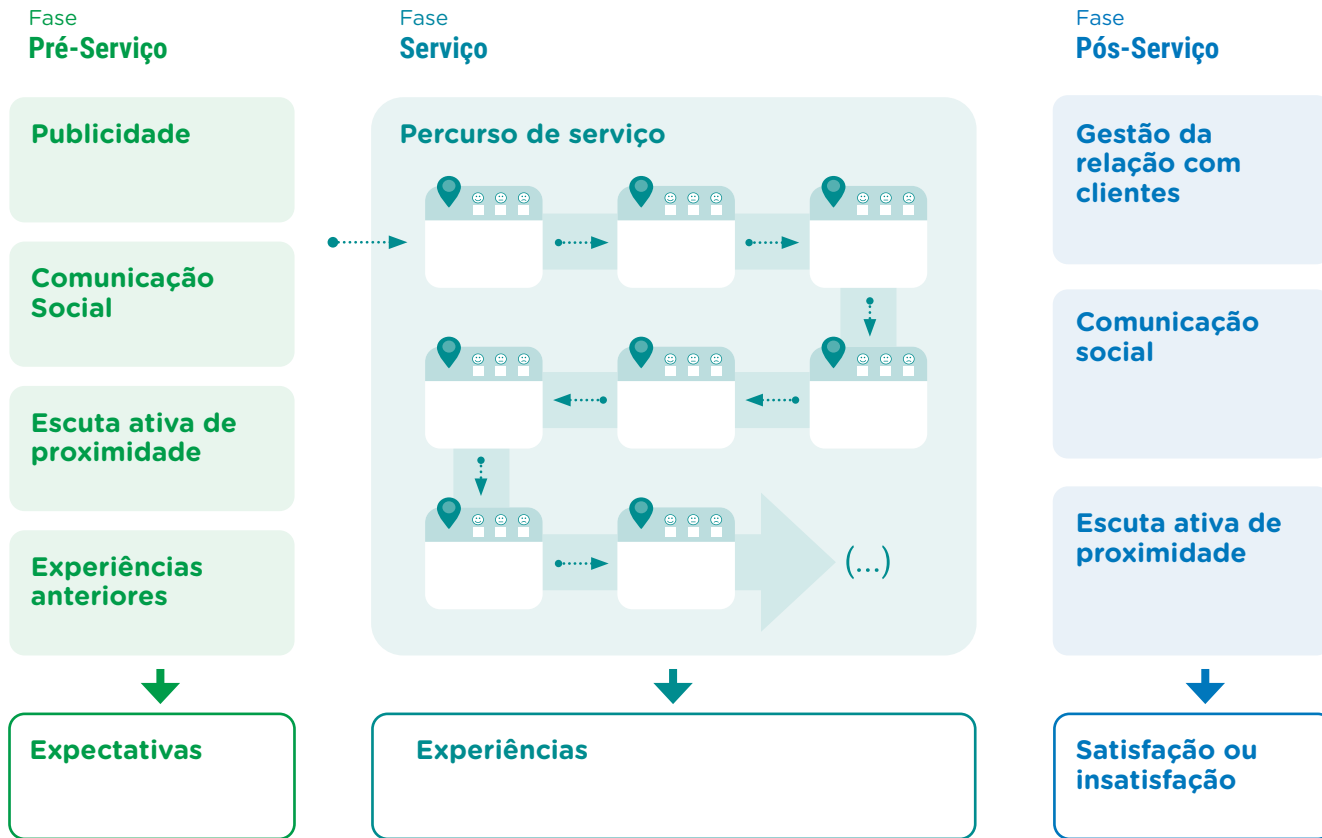 Fase
Pré-Serviço
Publicidade
Comunicação
Social
Escuta ativa de
proximidade
Experiências
anteriores
Expectativas
Fase
Serviço
Percurso de serviço
(...)
Experiências
Fase
Pós-Serviço
Gestão da
relação com
clientes
Comunicação
social
Escuta ativa de
proximidade
Satisfação ou
insatisfação